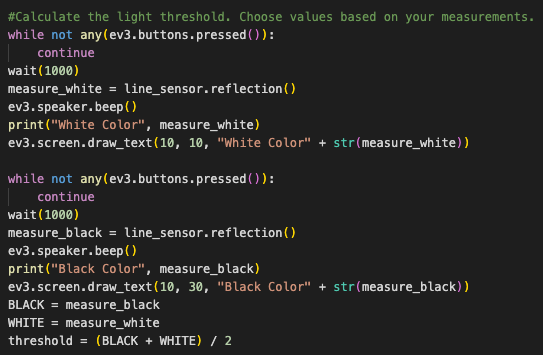 #Calculate the light threshold. Choose values based on your measurements.
while not any(ev3.buttons.pressed()):
    continue
wait(1000)
measure_white = line_sensor.reflection()
ev3.speaker.beep()
print("White Color", measure_white)
ev3.screen.draw_text(10, 10, "White Color" + str(measure_white))

while not any(ev3.buttons.pressed()):
    continue
wait(1000)
measure_black = line_sensor.reflection()
ev3.speaker.beep()
print("Black Color", measure_black)
ev3.screen.draw_text(10, 30, "Black Color" + str(measure_black))
BLACK = measure_black
WHITE = measure_white
threshold = (BLACK + WHITE) / 2